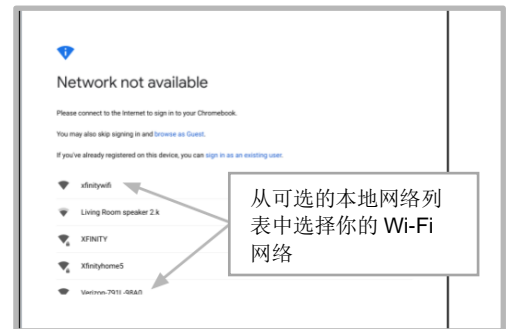 Network not available
Please connect to the Internet to sign in to your Chromebook.
You may also skip signing in and browse as Guest.
If you've already registered on this device, you can sign in as an existing user.
xfinitywifi
Living Room speaker 2.k
XFINITY
Xfinityhome5
Verizon-791L-98A0
从可选的本地网络列
表中选择你的 Wi-Fi
网络